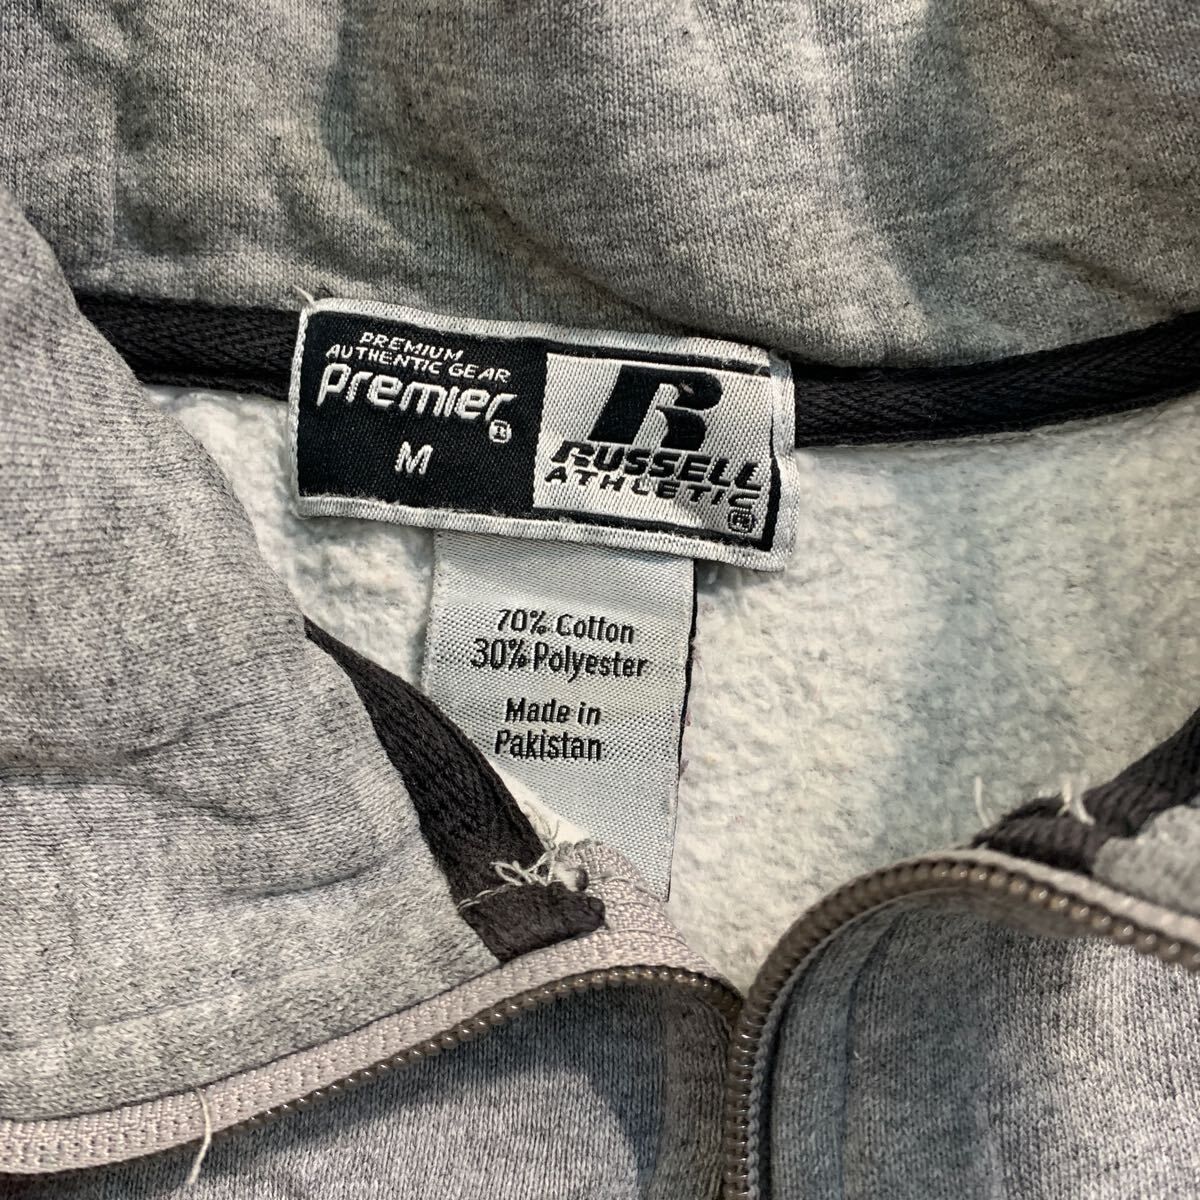 PREMIUM
AUTHENTIC GEAR
Premier®
M
R
RUSSELL
ATHLETIC
®
70% Cotton
30% Polyester
Made in
Pakistan